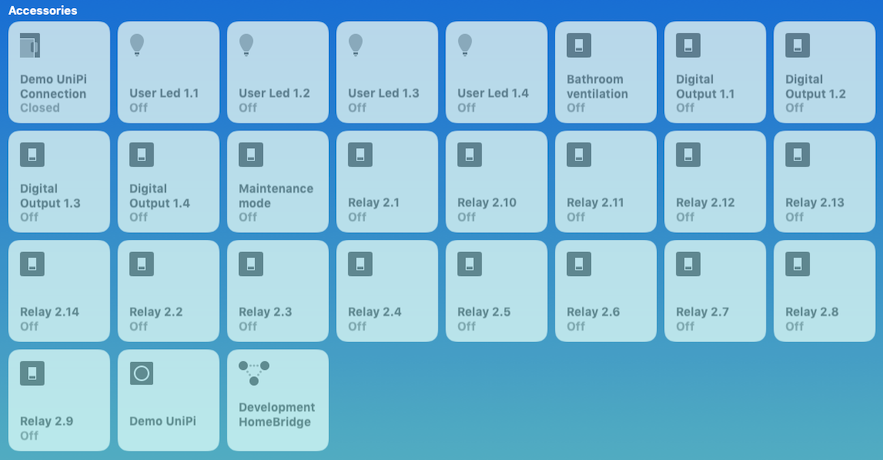 Accessories
Demo UniPi
Connection
Closed
User Led 1.1
Off
User Led 1.2
Off
User Led 1.3
Off
User Led 1.4
Off
Bathroom
ventilation
Off
Digital
Output 1.1
Off
Digital
Output 1.2
Off
Digital
Output 1.3
Off
Digital
Output 1.4
Off
Maintenance
mode
Off
Relay 2.1
Off
Relay 2.10
Off
Relay 2.11
Off
Relay 2.12
Off
Relay 2.13
Off
Relay 2.14
Off
Relay 2.2
Off
Relay 2.3
Off
Relay 2.4
Off
Relay 2.5
Off
Relay 2.6
Off
Relay 2.7
Off
Relay 2.8
Off
Relay 2.9
Off
Demo UniPi
Development
HomeBridge